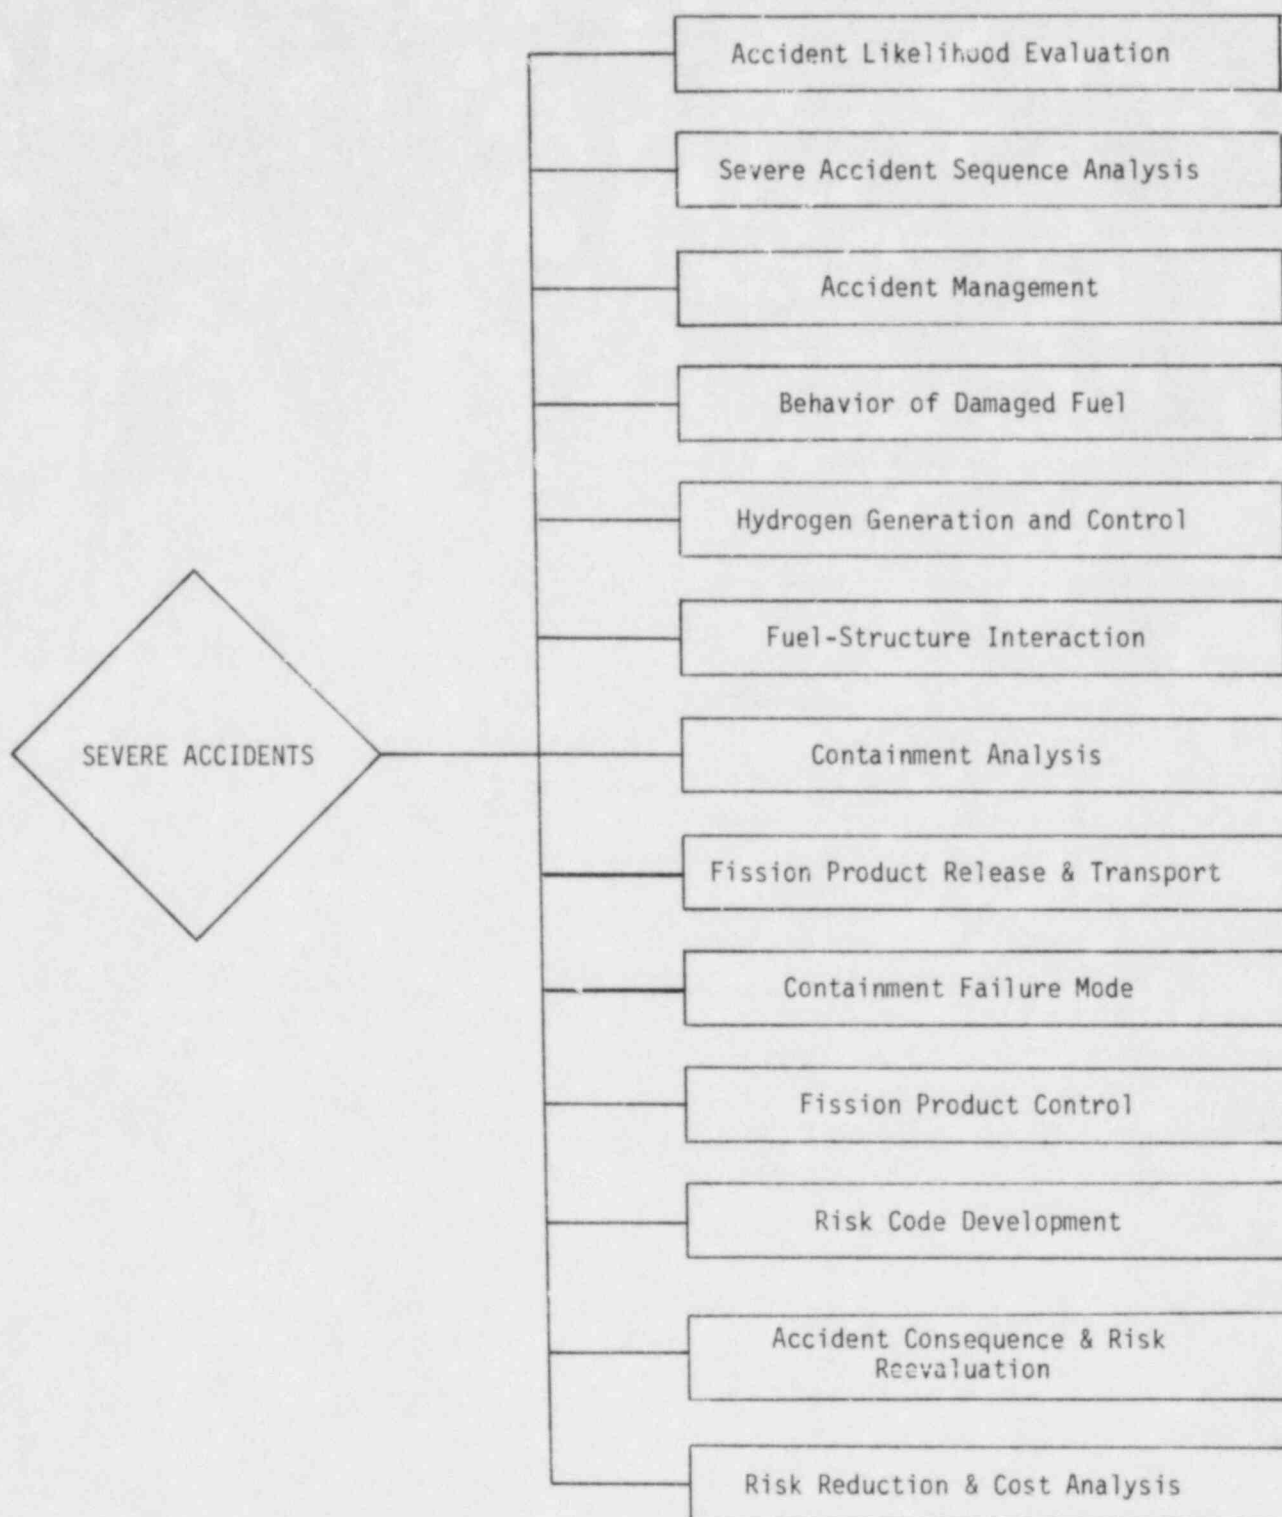 Accident Likelihood Evaluation
Severe Accident Sequence Analysis
Accident Management
Behavior of Damaged Fuel
Hydrogen Generation and Control
Fuel-Structure Interaction
SEVERE ACCIDENTS
Containment Analysis
Fission Product Release & Transport
Containment Failure Mode
Fission Product Control
Risk Code Development
Accident Consequence & Risk
Reevaluation
Risk Reduction & Cost Analysis